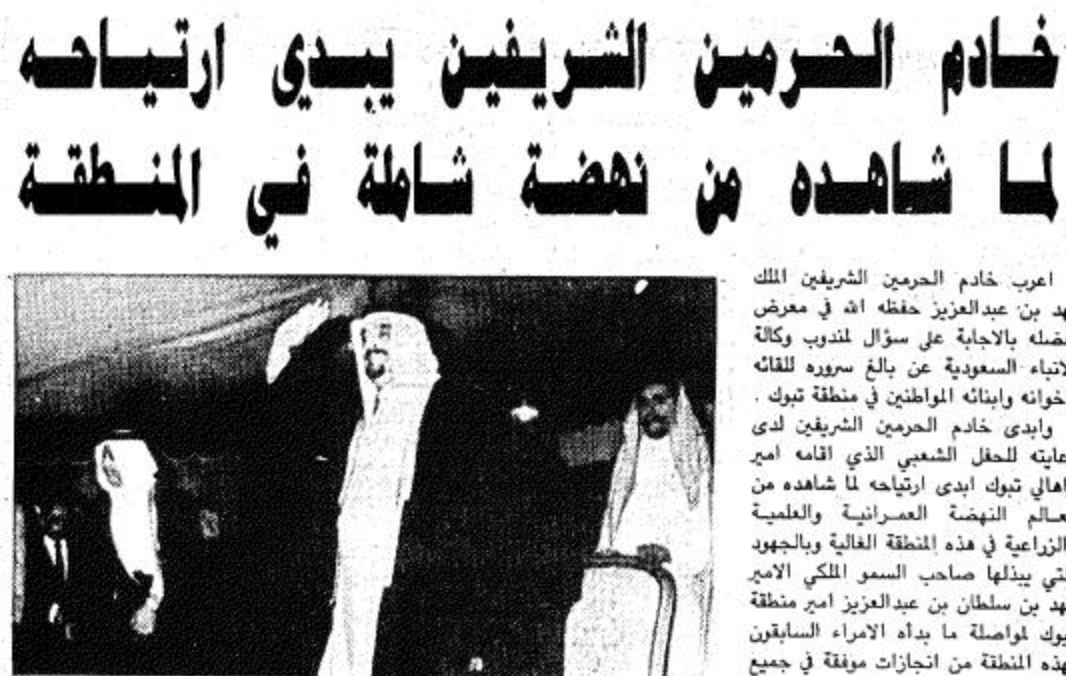 خادم الحرمين الشريفين يبدي ارتياحه
لما شاهده من نهضة شاملة في المنطقة
اعرب خادم الحرمين الشريفين الملك
هد بن عبدالعزيز حفظه الله في معرض
فضله بالاجابة على سؤال لمندوب وكالة
لانباء السعودية عن بالغ سروره للقائه
خوانه وابنائه المواطنين في منطقة تبوك .
وابدى خادم الحرمين الشريفين لدى
عايته للحفل الشعبي الذي اقامه امير
اهالي تبوك ابدى ارتياحه لما شاهده من
عالم النهضة العمرانية والعلمية
الزراعية في هذه المنطقة الغالية وبالجهود
لتي يبذلها صاحب السمو الملكي الامير
هد بن سلطان بن عبدالعزيز امير منطقة
بوك لمواصلة ما بدأه الامراء السابقون
هذه المنطقة من انجازات موفقة في جميع